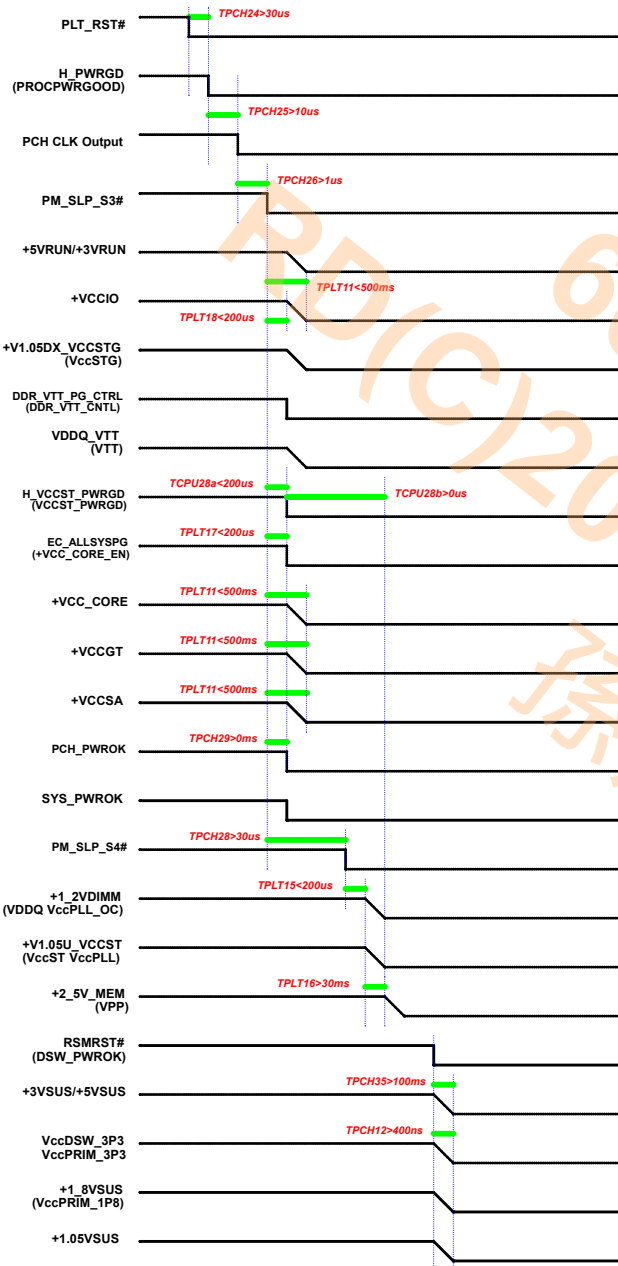 TPCH24>30us
PLT_RST#
H_PWRGD
(PROCPWRGOOD)
TPCH25>10us
PCH CLK Output
TPCH26>1us
PM_SLP_S3#
+5VRUN/+3VRUN
TPLT11<500ms
+VCCIO
TPLT18<200us
+V1.05DX_VCCSTG
(VccSTG)
DDR_VTT_PG_CTRL
(DDR_VTT_CNTL)
VDDQ_VTT
(VTT)
TCPU28a<200us
H_VCCST_PWRGD
(VCCST_PWRGD)
TCPU28b>0us
TPLT17<200us
EC_ALLSYSPG
(+VCC_CORE_EN)
TPLT11<500ms
+VCC_CORE
TPLT11<500ms
+VCCGT
TPLT11<500ms
+VCCSA
TPCH29>0ms
PCH_PWROK
SYS_PWROK
TPCH28>30us
PM_SLP_S4#
TPLT15<200us
+1_2VDIMM
(VDDQ VccPLL_OC)
+V1.05U_VCCST
(VccST VccPLL)
TPLT16>30ms
+2_5V_MEM
(VPP)
RSMRST#
(DSW_PWROK)
TPCH35>100ms
+3VSUS/+5VSUS
TPCH12>400ns
VccDSW_3P3
VccPRIM_3P3
+1_8VSUS
(VccPRIM_1P8)
+1.05VSUS
RD(C)20
孫